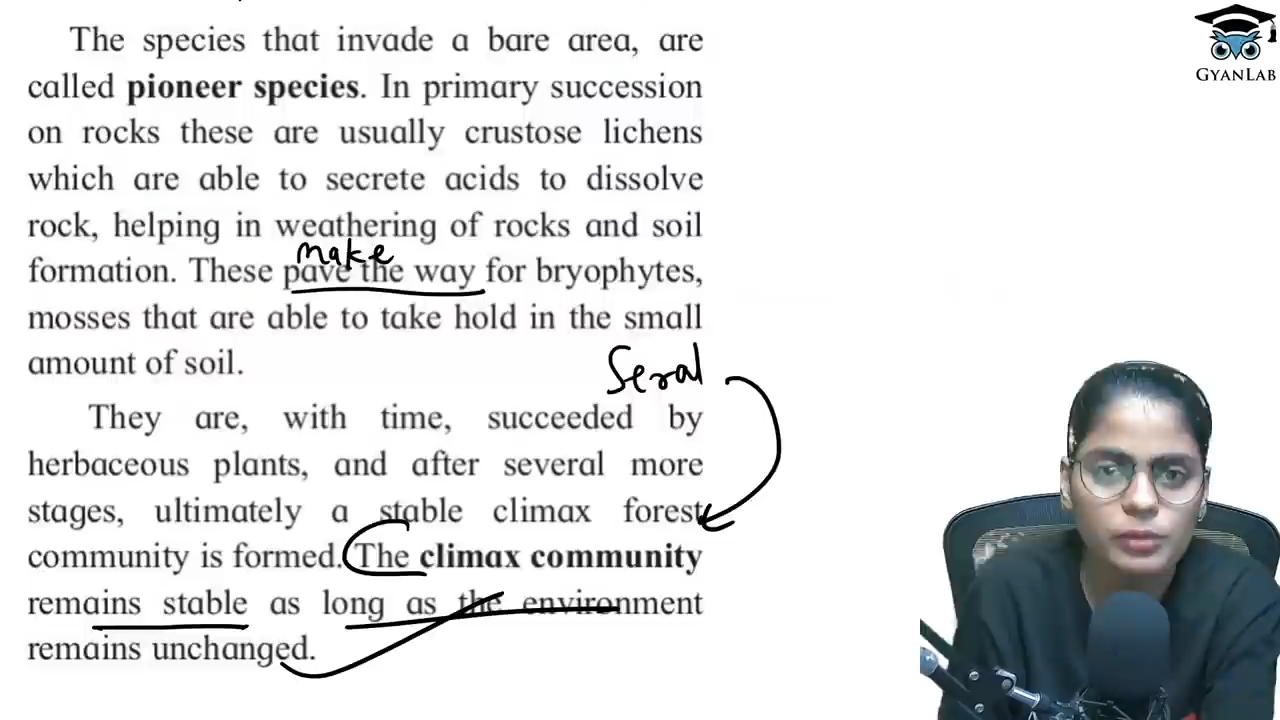 GYANLAB
The species that invade a bare area, are
called pioneer species. In primary succession
on rocks these are usually crustose lichens
which are able to secrete acids to dissolve
rock, helping in weathering of rocks and soil
make
formation. These pave the way for bryophytes,
mosses that are able to take hold in the small
amount of soil.
Seral
They are, with time, succeeded by
herbaceous plants, and after several more
stages, ultimately a stable climax forest
community is formed. The climax community
remains stable as long as the environment
remains unchanged.